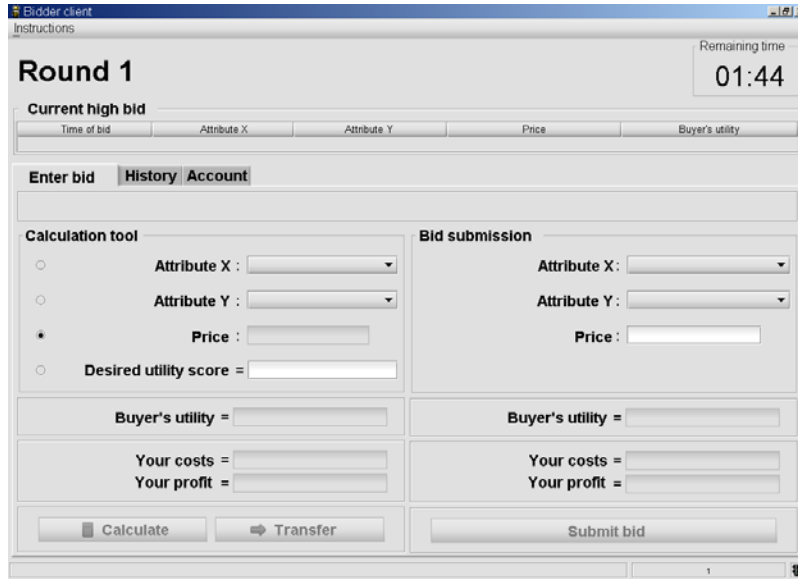 Bidder client
Instructions
Remaining time
Round 1
01:44
Current high bid
Time of bid Attribute X Attribute Y Price Buyer's utility
Enter bid History Account
Calculation tool Bid submission
Attribute X : Attribute X :
Attribute Y : Attribute Y :
Price : Price :
Desired utility score =
Buyer's utility = Buyer's utility =
Your costs = Your costs =
Your profit = Your profit =
Calculate Transfer Submit bid
1